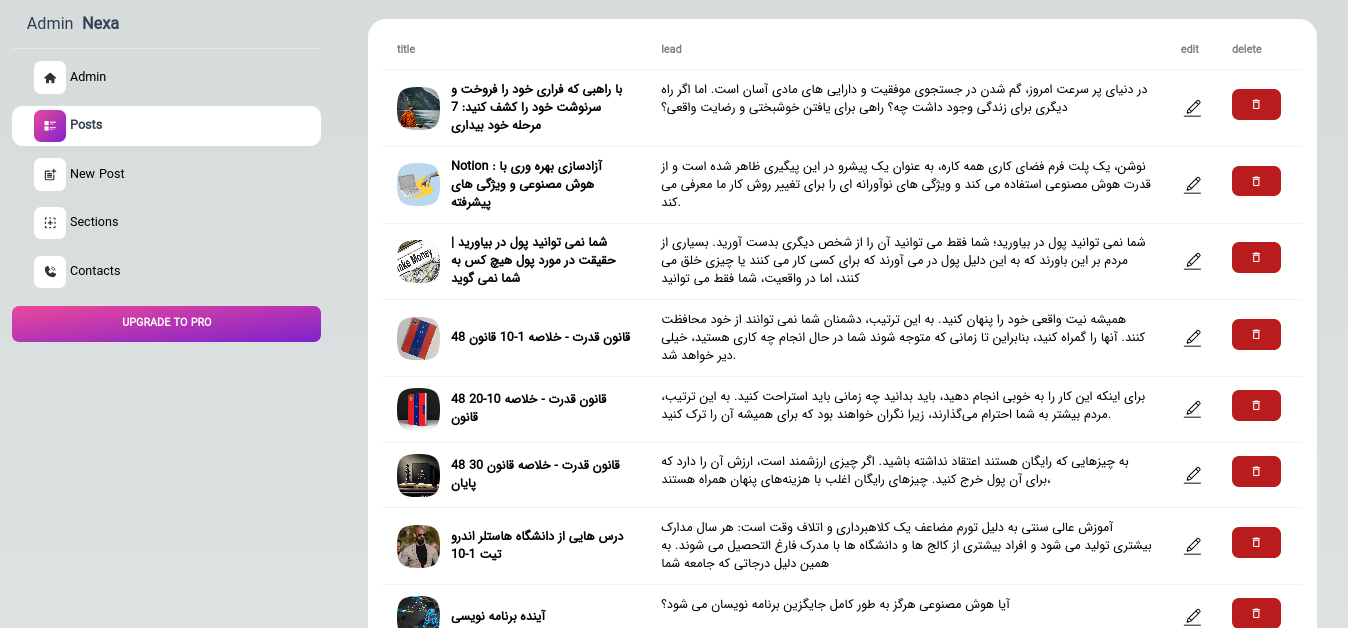 Admin Nexa
Admin
Posts
New Post
Sections
Contacts
UPGRADE TO PRO
title lead edit delete
با راهبی که فراری خود را فروخت و
سرنوشت خود را کشف کنید: 7
مرحله خود بیداری
در دنیای پر سرعت امروز، گم شدن در جستجوی موفقیت و دارایی های مادی آسان است. اما اگر راه
دیگری برای زندگی وجود داشت چه؟ راهی برای یافتن خوشبختی و رضایت واقعی؟
آزادسازی بهره وری با : Notion
هوش مصنوعی و ویژگی های
پیشرفته
نوشن، یک پلت فرم فضای کاری همه کاره، به عنوان یک پیشرو در این پیگیری ظاهر شده است و از
قدرت هوش مصنوعی استفاده می کند و ویژگی های نوآورانه ای را برای تغییر روش کار ما معرفی می
کند.
شما نمی توانید پول در بیاورید |
حقیقت در مورد پول هیچ کس به
شما نمی گوید
شما نمی توانید پول در بیاورید؛ شما فقط می توانید آن را از شخص دیگری بدست آورید. بسیاری از
مردم بر این باورند که به این دلیل پول در می آورند که برای کسی کار می کنند یا چیزی خلق می
کنند، اما در واقعیت، شما فقط می توانید
48 قانون قدرت - خلاصه 1-10 قانون
همیشه نیت واقعی خود را پنهان کنید. به این ترتیب، دشمنان شما نمی توانند از خود محافظت
کنند. آنها را گمراه کنید، بنابراین تا زمانی که متوجه شوند شما در حال انجام چه کاری هستید، خیلی
دیر خواهد شد.
48 قانون قدرت - خلاصه 10-20
قانون
برای اینکه این کار را به خوبی انجام دهید، باید بدانید چه زمانی باید استراحت کنید. به این ترتیب،
مردم بیشتر به شما احترام می‌گذارند، زیرا نگران خواهند بود که برای همیشه آن را ترک کنید.
48 قانون قدرت - خلاصه قانون 30
پایان
به چیزهایی که رایگان هستند اعتقاد نداشته باشید. اگر چیزی ارزشمند است، ارزش آن را دارد که
برای آن پول خرج کنید. چیزهای رایگان اغلب با هزینه‌های پنهان همراه هستند،
درس هایی از دانشگاه هاستلر اندرو
تیت 1-10
آموزش عالی سنتی به دلیل تورم مضاعف یک کلاهبرداری و اتلاف وقت است: هر سال مدارک
بیشتری تولید می شود و افراد بیشتری از کالج ها و دانشگاه ها با مدرک فارغ التحصیل می شوند. به
همین دلیل درجاتی که جامعه شما
آینده برنامه نویسی
آیا هوش مصنوعی هرگز به طور کامل جایگزین برنامه نویسان می شود؟